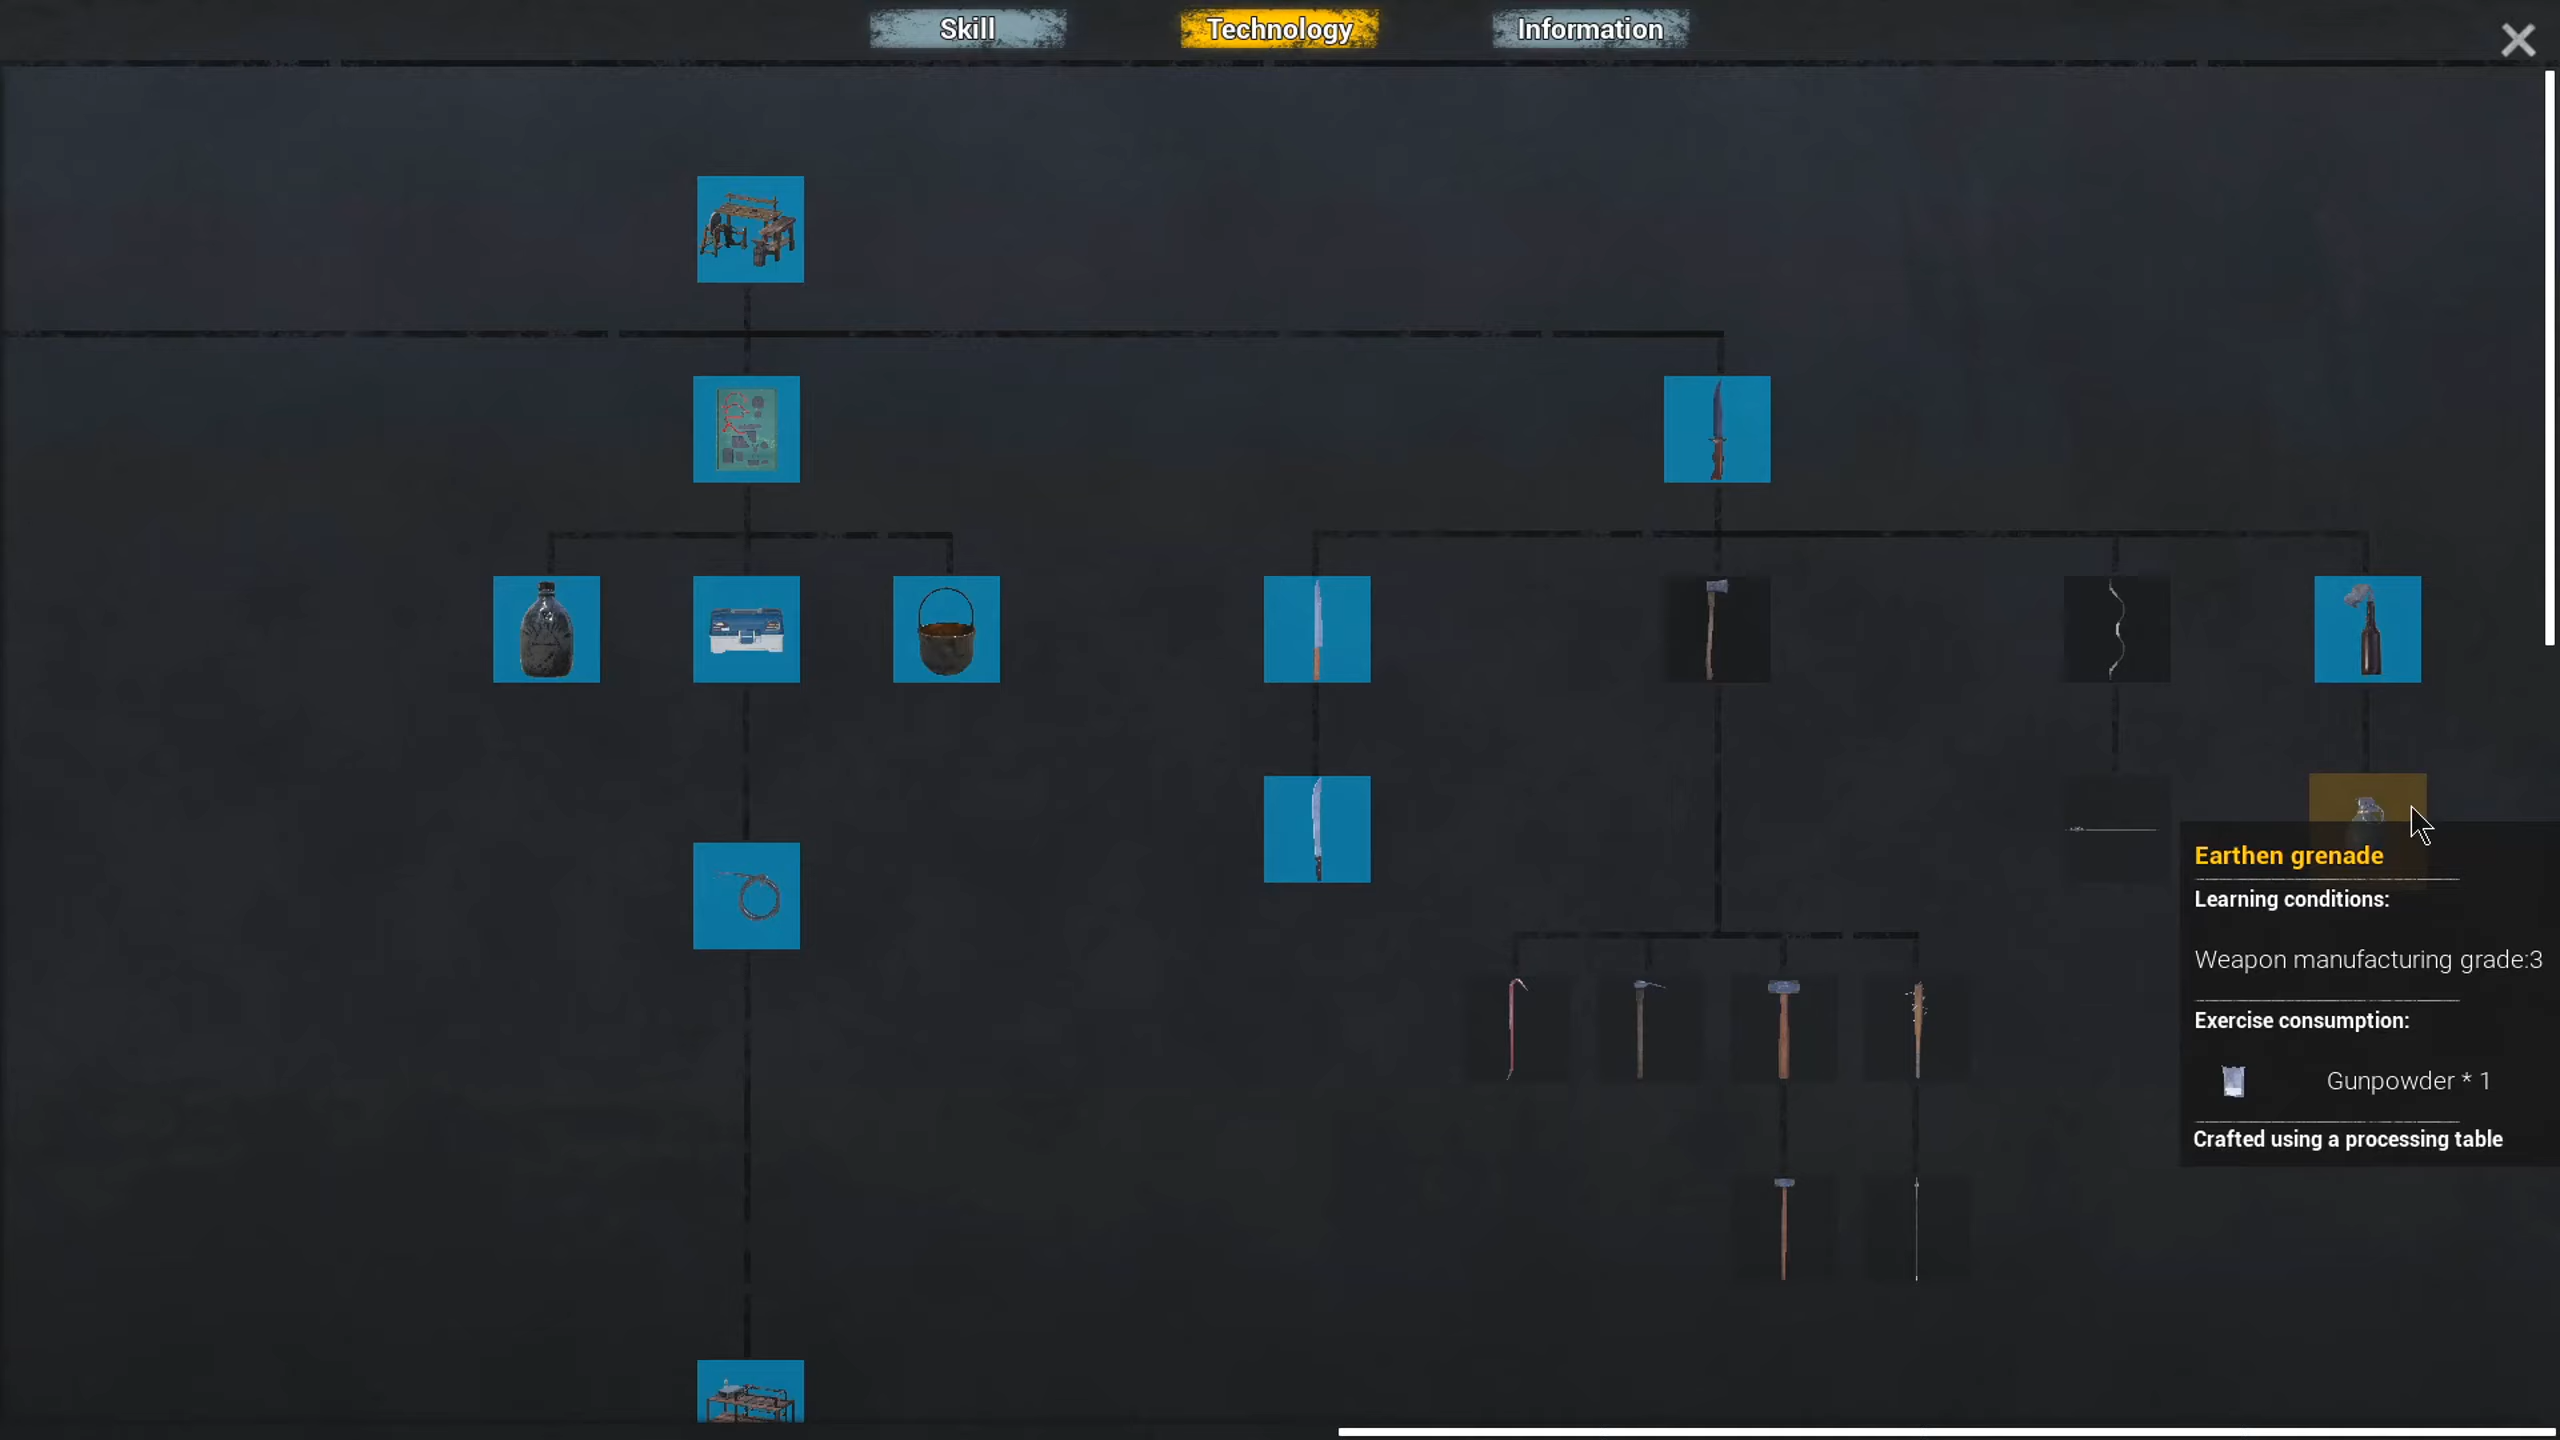 Skill
Technology
Information
Earthen grenade
Learning conditions:
Weapon manufacturing grade:3
Exercise consumption:
Gunpowder * 1
Crafted using a processing table